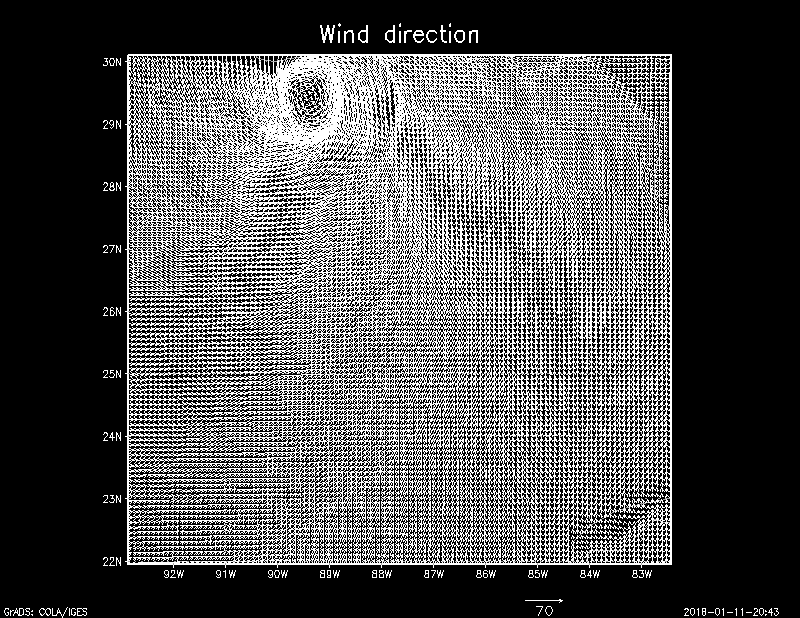 Wind direction
30N
29N
28N
27N
26N
25N
24N
23N
22N
92W 91W 90W 89W 88W 87W 86W 85W 84W 83W
70
GrADS: COLA/IGES
2018-01-11-20:43